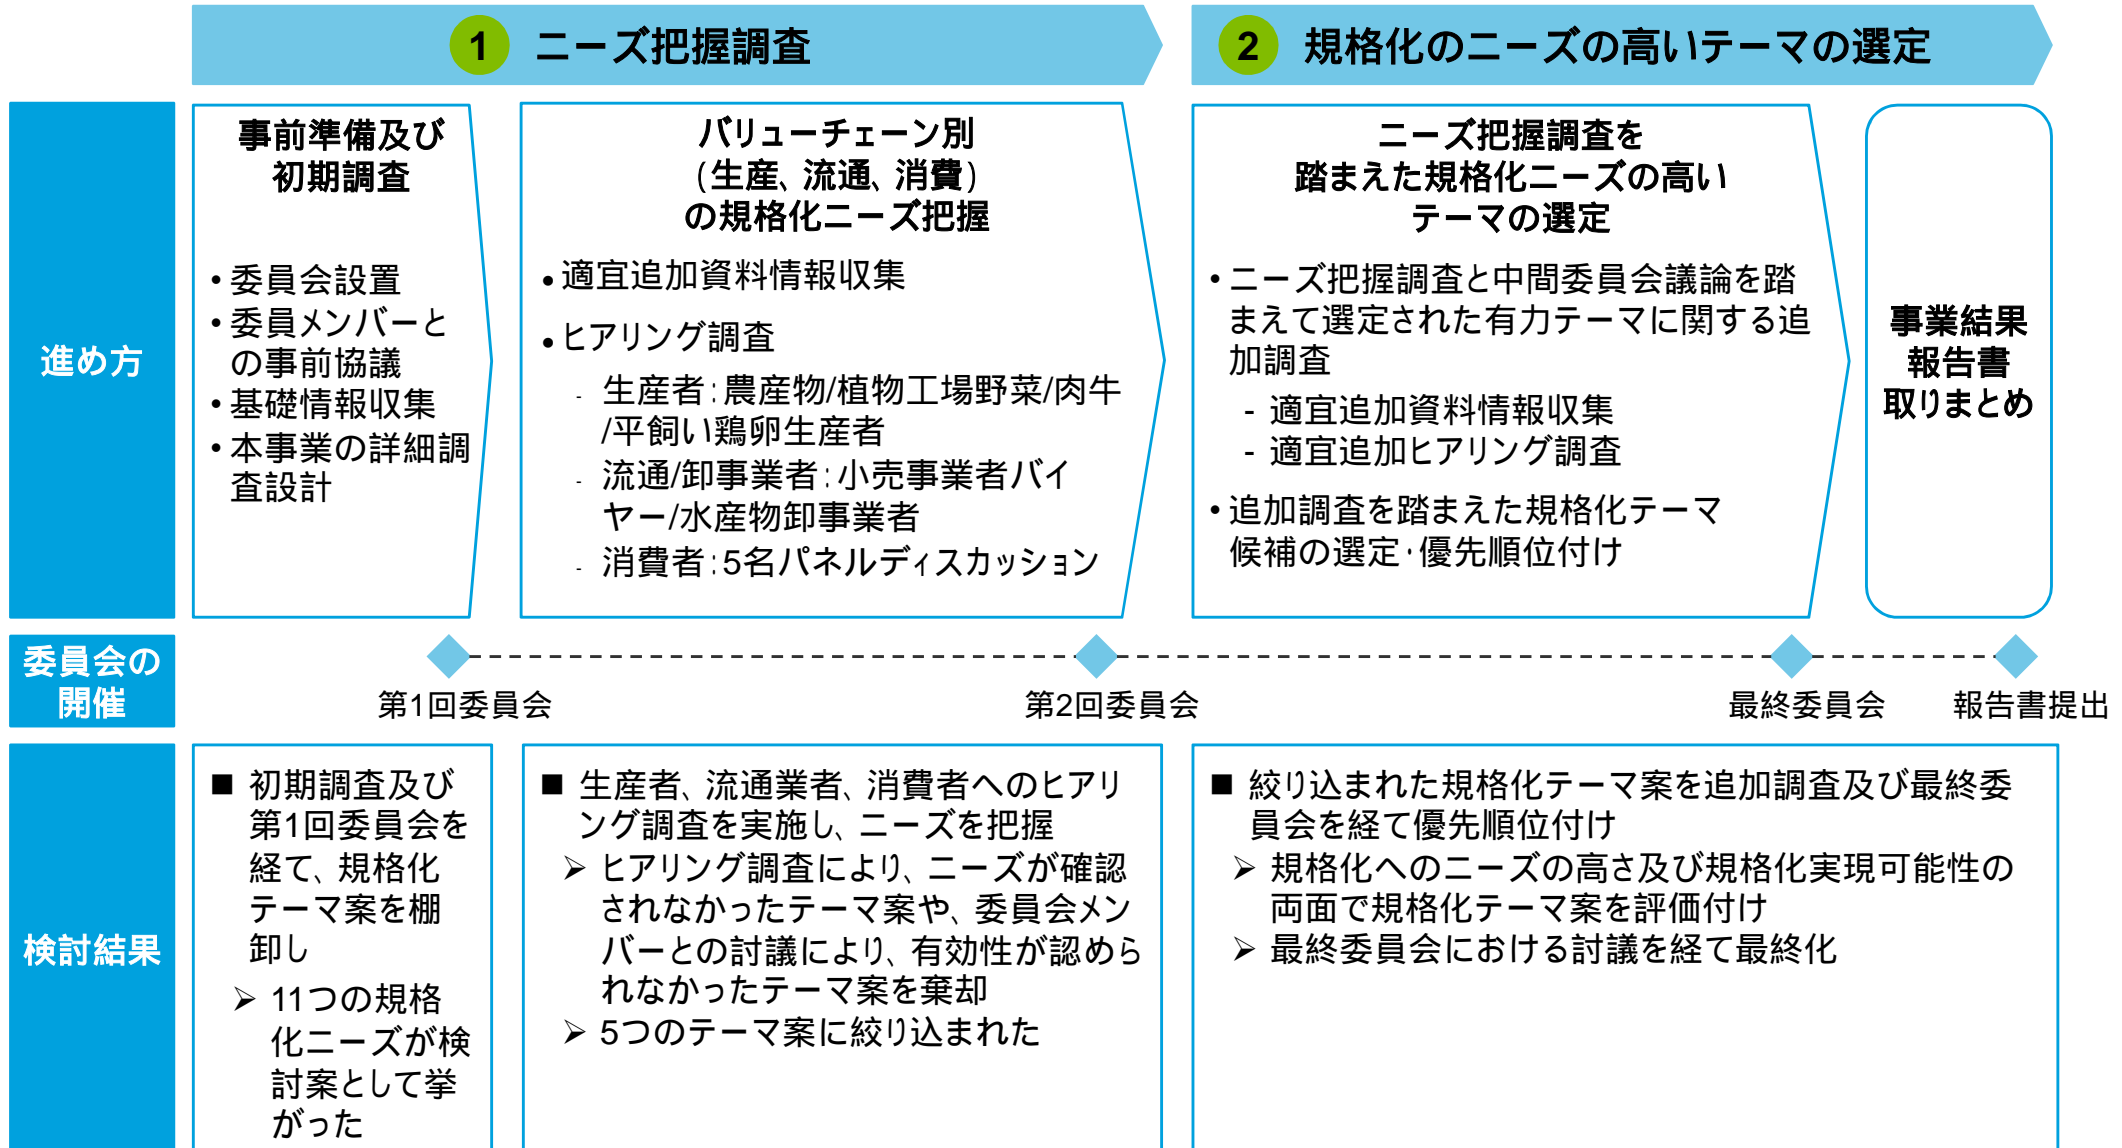 1 ニーズ把握調査
2 規格化のニーズの高いテーマの選定
進め方
事前準備及び
初期調査
•委員会設置
•委員メンバーと
の事前協議
•基礎情報収集
•本事業の詳細調
査設計
バリューチェーン別
(生産、流通、消費)
の規格化ニーズ把握
•適宜追加資料情報収集
•ヒアリング調査
- 生産者:農産物/植物工場野菜/肉牛
/平飼い鶏卵生産者
- 流通/卸事業者:小売事業者バイ
ヤー/水産物卸事業者
- 消費者:5名パネルディスカッション
ニーズ把握調査を
踏まえた規格化ニーズの高い
テーマの選定
•ニーズ把握調査と中間委員会議論を踏
まえて選定された有力テーマに関する追
加調査
- 適宜追加資料情報収集
- 適宜追加ヒアリング調査
•追加調査を踏まえた規格化テーマ
候補の選定・優先順位付け
事業結果
報告書
取りまとめ
委員会の
開催
第1回委員会
第2回委員会
最終委員会
報告書提出
検討結果
■ 初期調査及び
第1回委員会を
経て、規格化
テーマ案を棚
卸し
➢ 11つの規格
化ニーズが検
討案として挙
がった
■ 生産者、流通業者、消費者へのヒアリ
ング調査を実施し、ニーズを把握
➢ ヒアリング調査により、ニーズが確認
されなかったテーマ案や、委員会メン
バーとの討議により、有効性が認めら
れなかったテーマ案を棄却
➢ 5つのテーマ案に絞り込まれた
■ 絞り込まれた規格化テーマ案を追加調査及び最終委
員会を経て優先順位付け
➢ 規格化へのニーズの高さ及び規格化実現可能性の
両面で規格化テーマ案を評価付け
➢ 最終委員会における討議を経て最終化